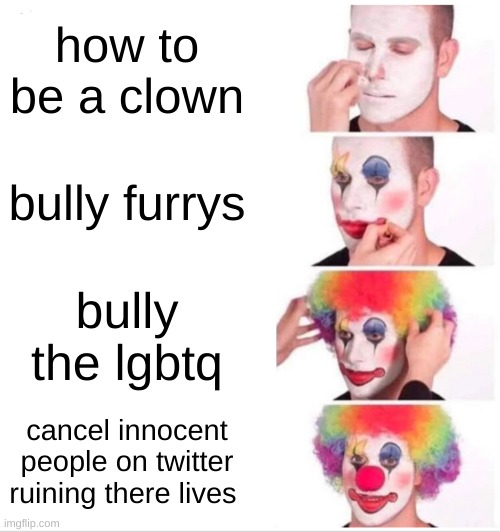 how to
be a clown
bully furrys
bully
the lgbtq
cancel innocent
people on twitter
ruining there lives
imgflip.com